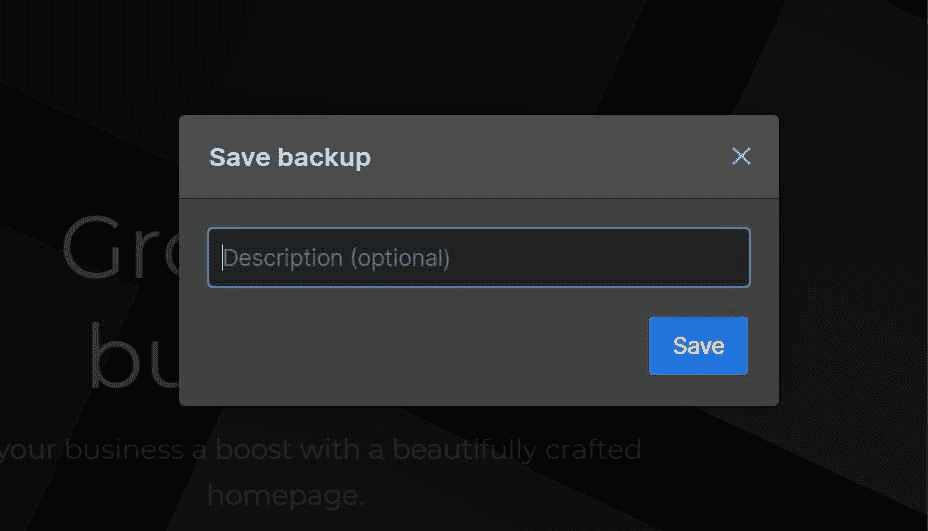 Save backup
Description (optional)
Save
Gro
bu
your business a boost with a beautifully crafted
homepage.